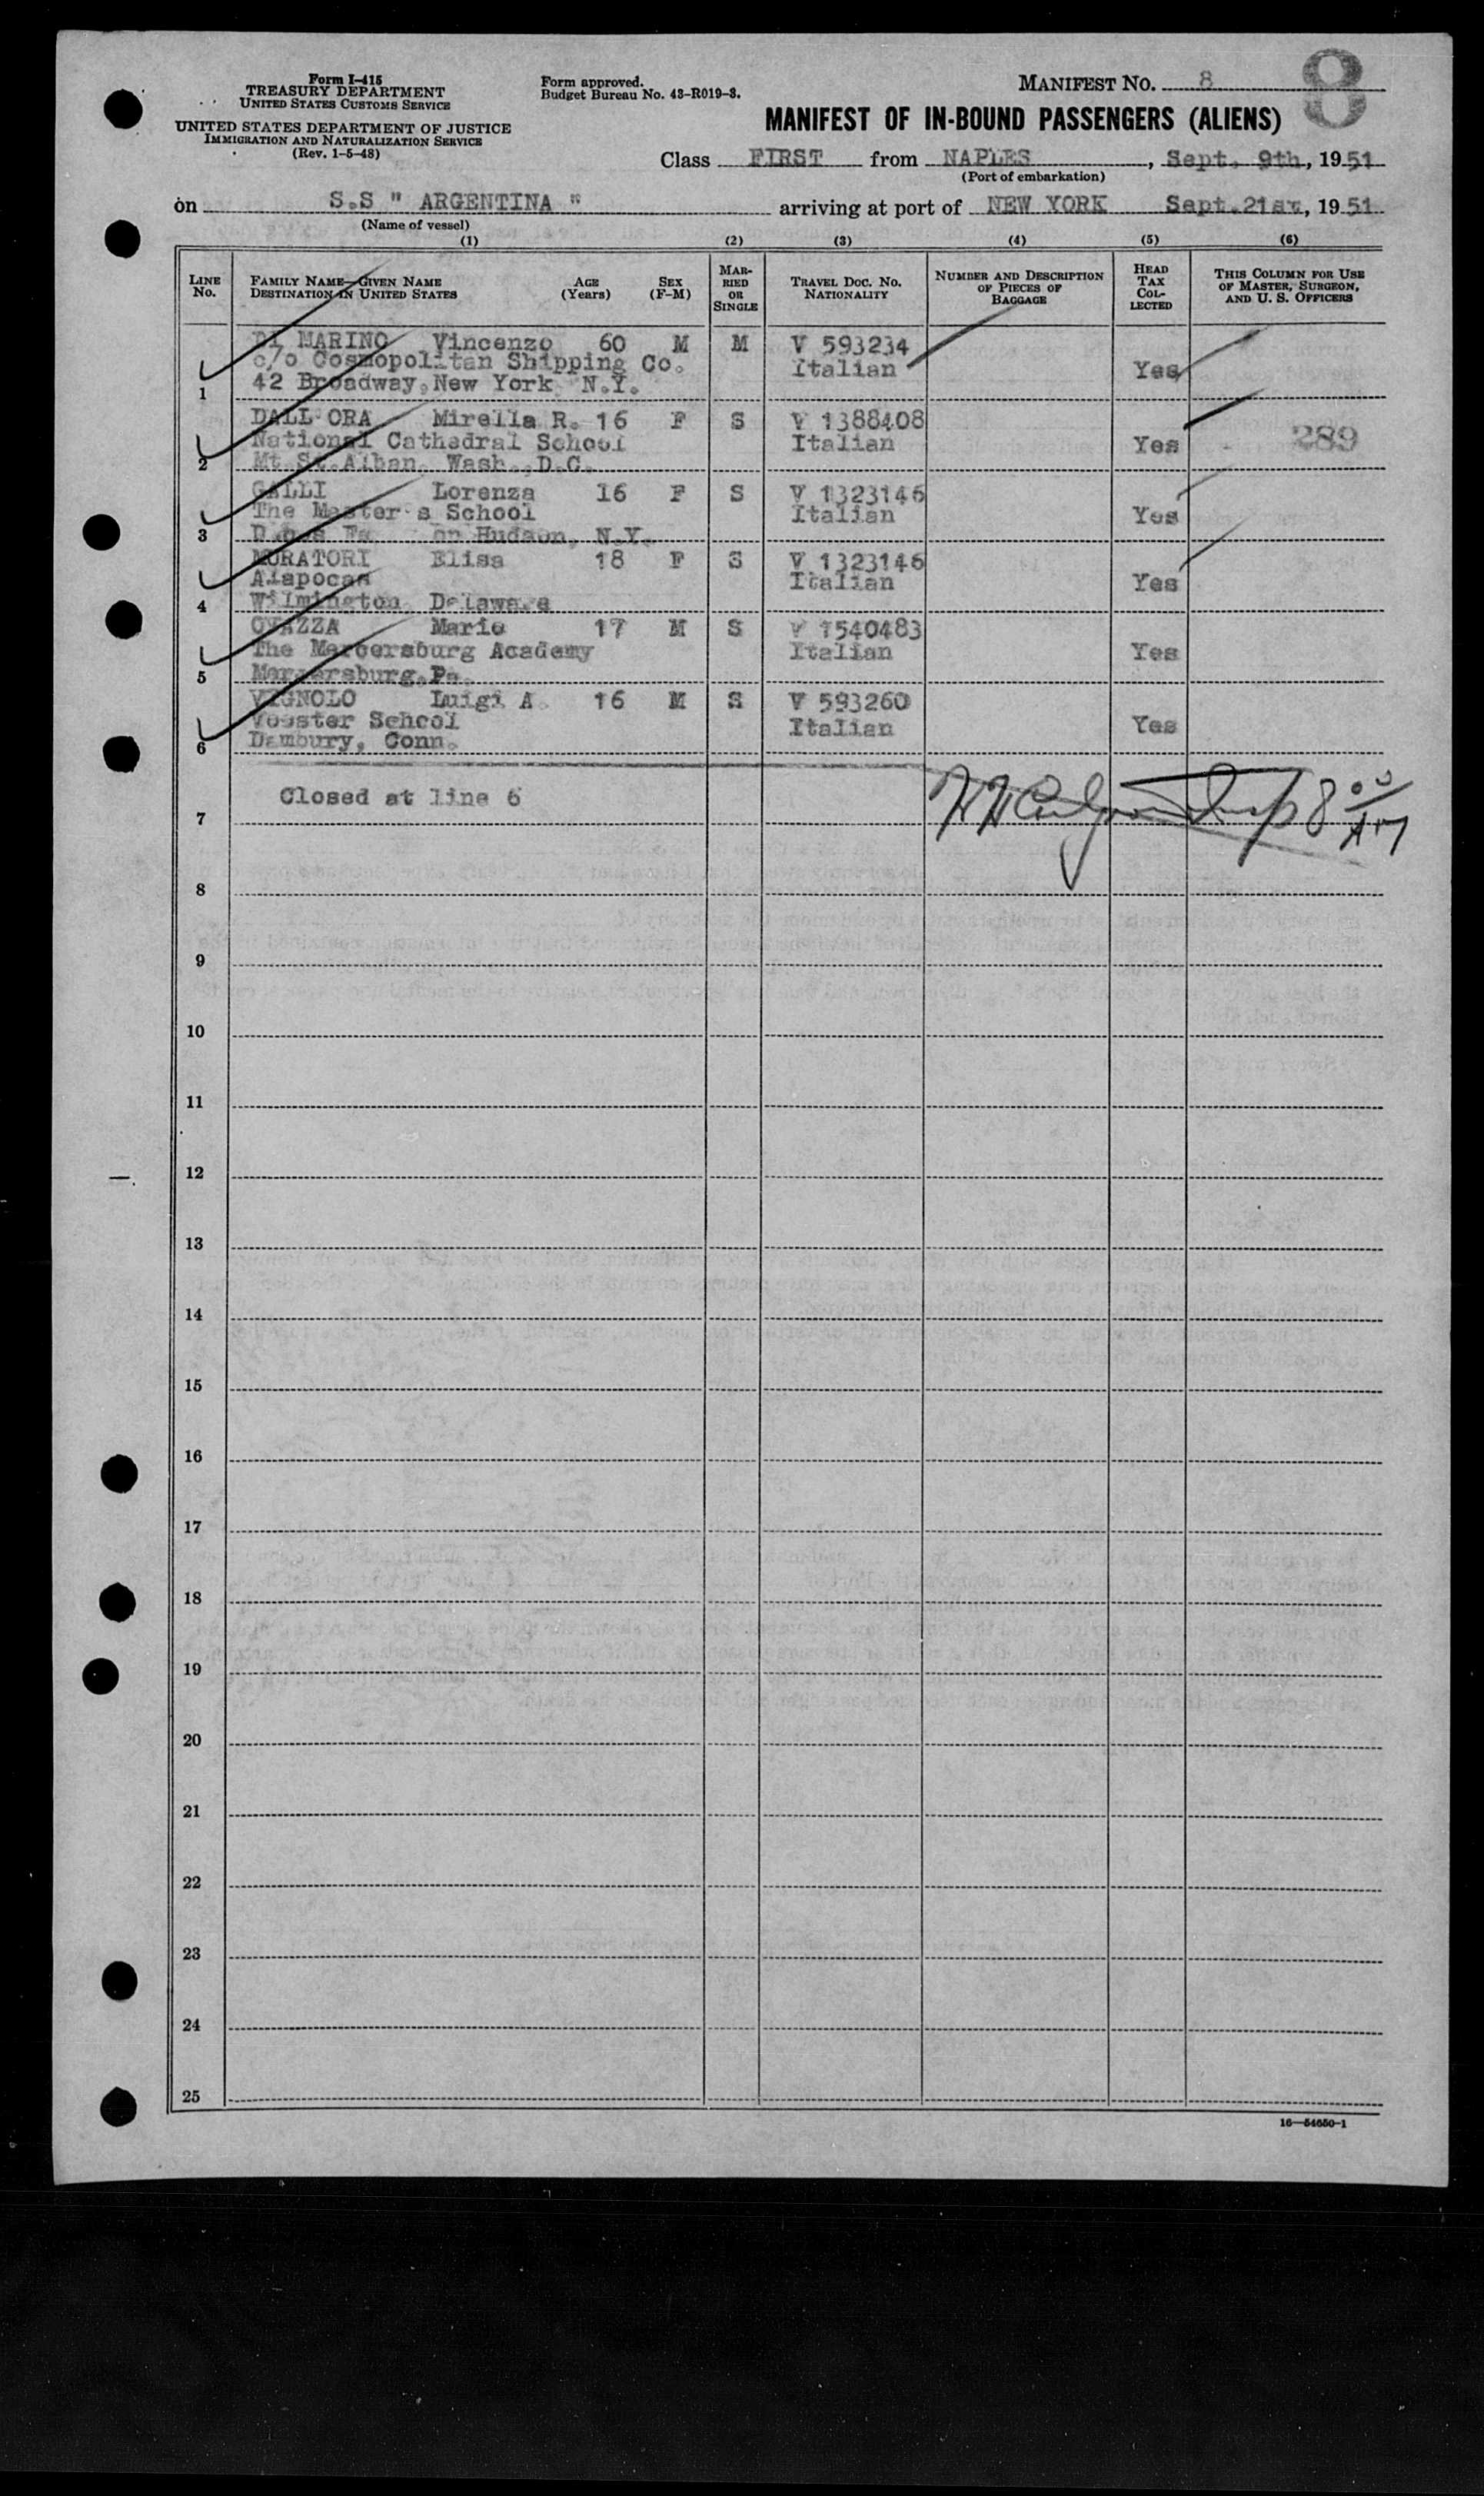 Form I-415
TREASURY DEPARTMENT
UNITED STATES CUSTOMS SERVICE
UNITED STATES DEPARTMENT OF JUSTICE
IMMIGRATION AND NATURALIZATION SERVICE
(Rev. 1-5-48)
Form approved.
Budget Bureau No. 43-R019-3.
MANIFEST NO. 8
8
MANIFEST OF IN-BOUND PASSENGERS (ALIENS)
Class FIRST from NAPLES, Sept. 9th, 1951
(Port of embarkation)
on S.S " ARGENTINA " arriving at port of NEW YORK Sept.21st, 1951
(Name of vessel)
(1) (2) (3) (4) (5) (6)
LINE No.
FAMILY NAME—GIVEN NAME
DESTINATION IN UNITED STATES
AGE (Years)
SEX (F-M)
MARRIED OR SINGLE
TRAVEL DOC. NO.
NATIONALITY
NUMBER AND DESCRIPTION OF PIECES OF BAGGAGE
HEAD TAX COLLECTED
THIS COLUMN FOR USE OF MASTER, SURGEON, AND U. S. OFFICERS
DI MARINO Vincenzo 60 M M V 593234
c/o Cosmopolitan Shipping Co. Italian Yes
1 42 Broadway,New York N.Y.
DALL'ORA Mirella R. 16 F S V 1388408
National Cathedral School Italian Yes - 289
2 Mt.St.Alban, Wash.,D.C.
GALLI Lorenza 16 F S V 1323146
The Master's School Italian Yes
3 on Hudson, N.Y.
MURATORI Elisa 18 F S V 1323146
Alapocas Italian Yes
4 Wilmington Delaware
OVAZZA Mario 17 M S V 1540483
The Mercersburg Academy Italian Yes
5 Mercersburg,Pa.
VIGNOLO Luigi A. 16 M S V 593260
Wooster School Italian Yes
6 Dambury, Conn.
Closed at line 6
7
8 00 AM
8
9
10
11
12
13
14
15
16
17
18
19
20
21
22
23
24
25
16—54650-1